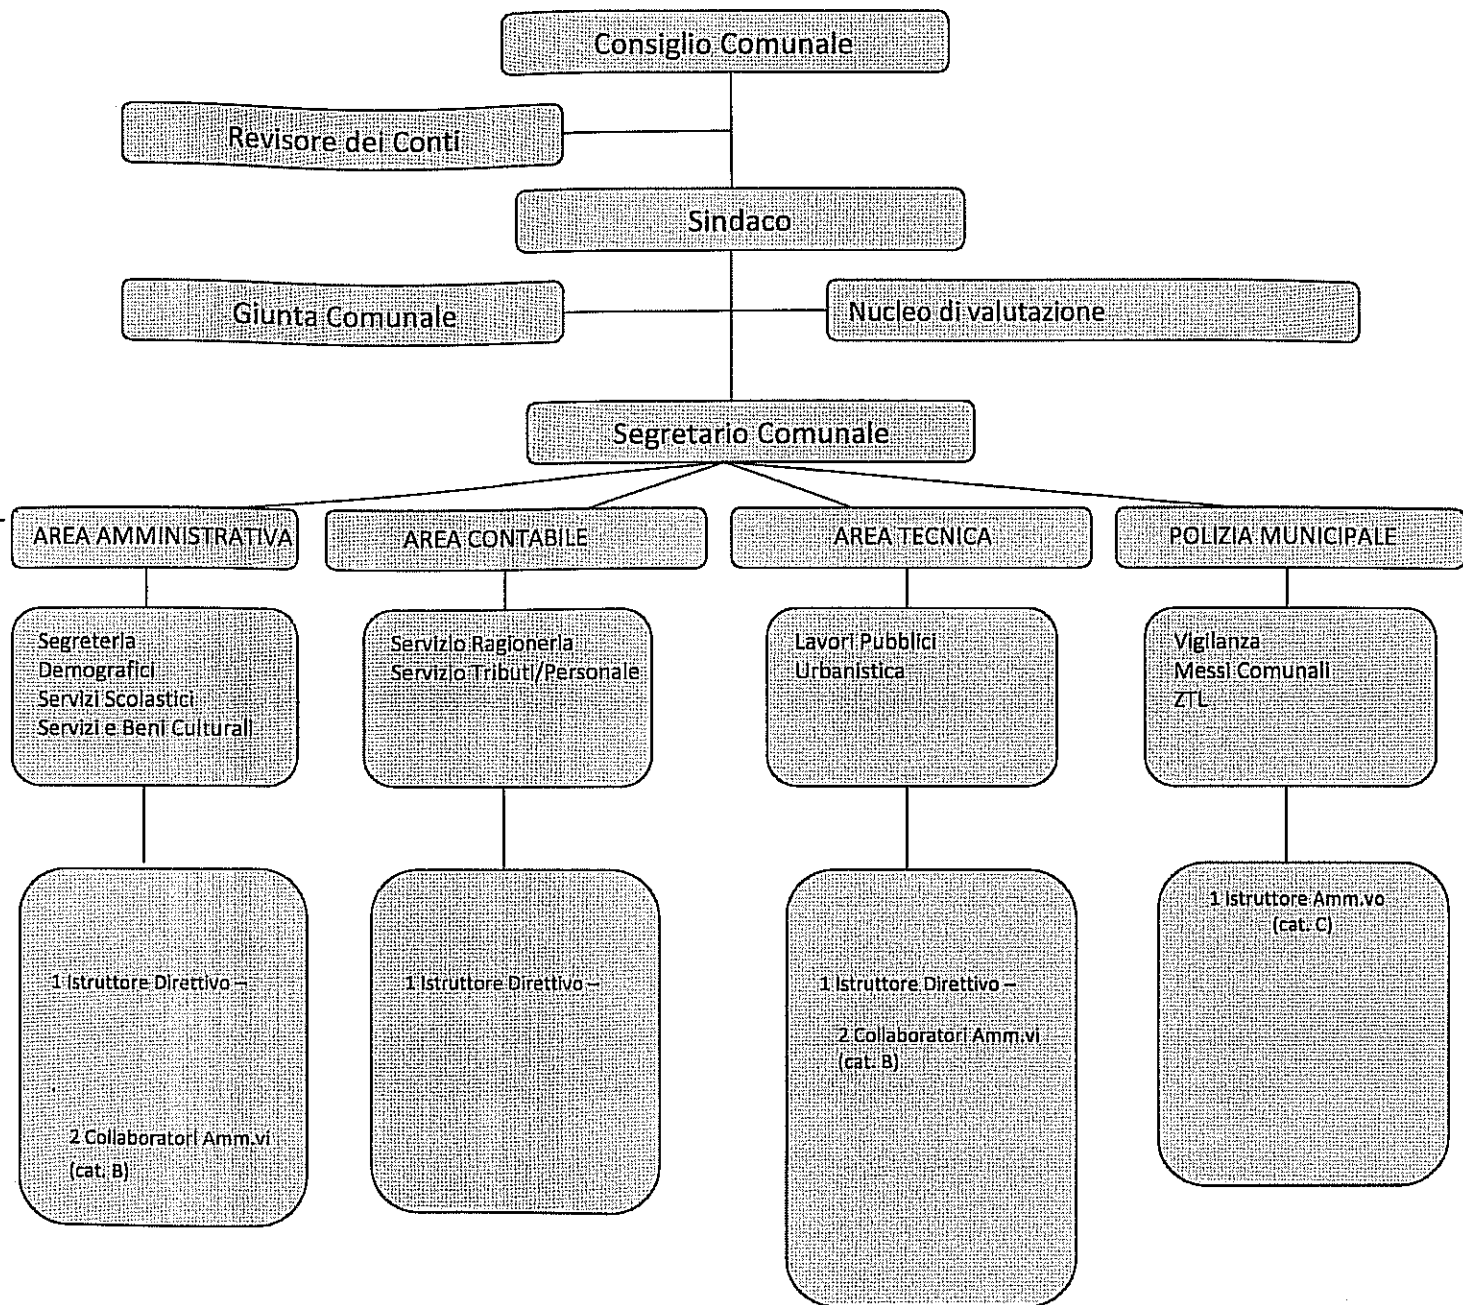 Consiglio Comunale
Revisore dei Conti
Sindaco
Giunta Comunale
Nucleo di valutazione
Segretario Comunale
AREA AMMINISTRATIVA
AREA CONTABILE
AREA TECNICA
POLIZIA MUNICIPALE
Segreteria
Demografici
Servizi Scolastici
Servizi e Beni Culturali
Servizio Ragioneria
Servizio Tributi/Personale
Lavori Pubblici
Urbanistica
Vigilanza
Messi Comunali
ZTL
1 Istruttore Direttivo –
2 Collaboratori Amm.vi
(cat. B)
1 Istruttore Direttivo –
1 Istruttore Direttivo –
2 Collaboratori Amm.vi
(cat. B)
1 Istruttore Amm.vo
(cat. C)